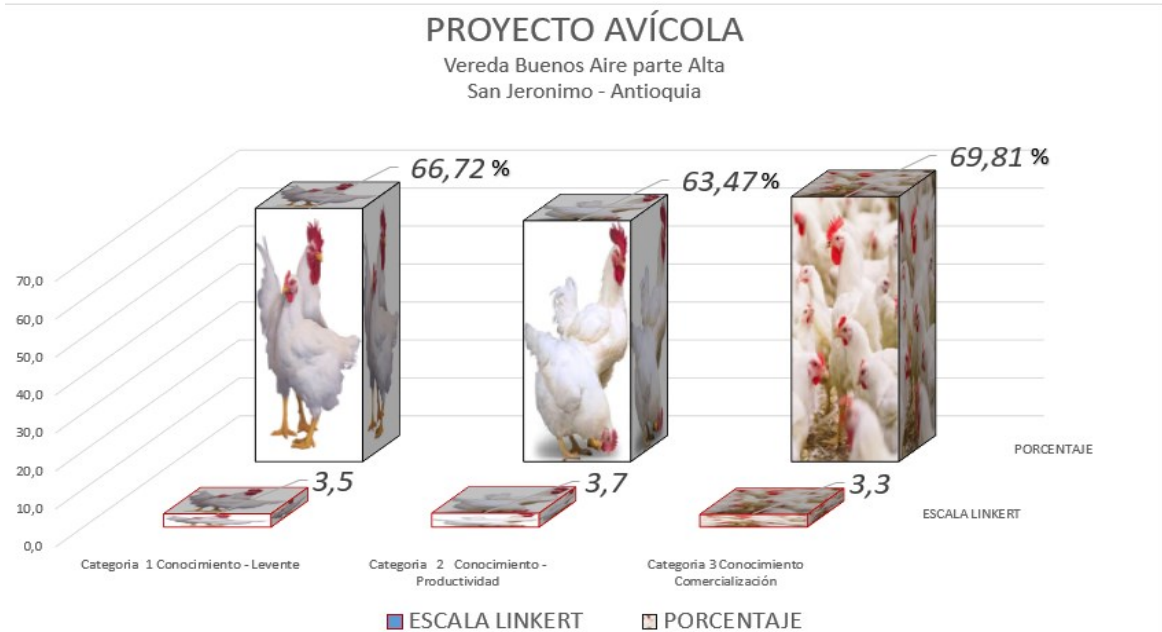 PROYECTO AVÍCOLA
Vereda Buenos Aire parte Alta
San Jeronimo - Antioquia
66,72 %
63,47 %
69,81 %
70,0
60,0
50,0
40,0
30,0
20,0
10,0
0,0
PORCENTAJE
3,5
3,7
3,3
ESCALA LINKERT
Categoria 1 Conocimiento - Levente
Categoria 2 Conocimiento -
Productividad
Categoria 3 Conocimiento
Comercialización
ESCALA LINKERT
PORCENTAJE